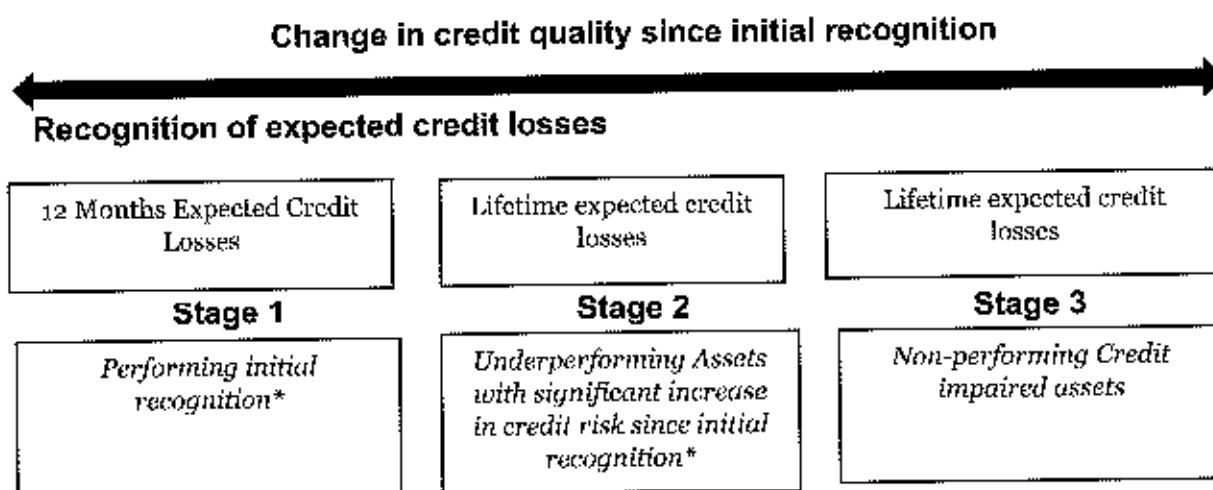 Change in credit quality since initial recognition
Recognition of expected credit losses
12 Months Expected Credit
Losses
Lifetime expected credit
losses
Lifetime expected credit
losses
Stage 1
Stage 2
Stage 3
Performing initial
recognition*
Underperforming Assets
with significant increase
in credit risk since initial
recognition*
Non-performing Credit
impaired assets